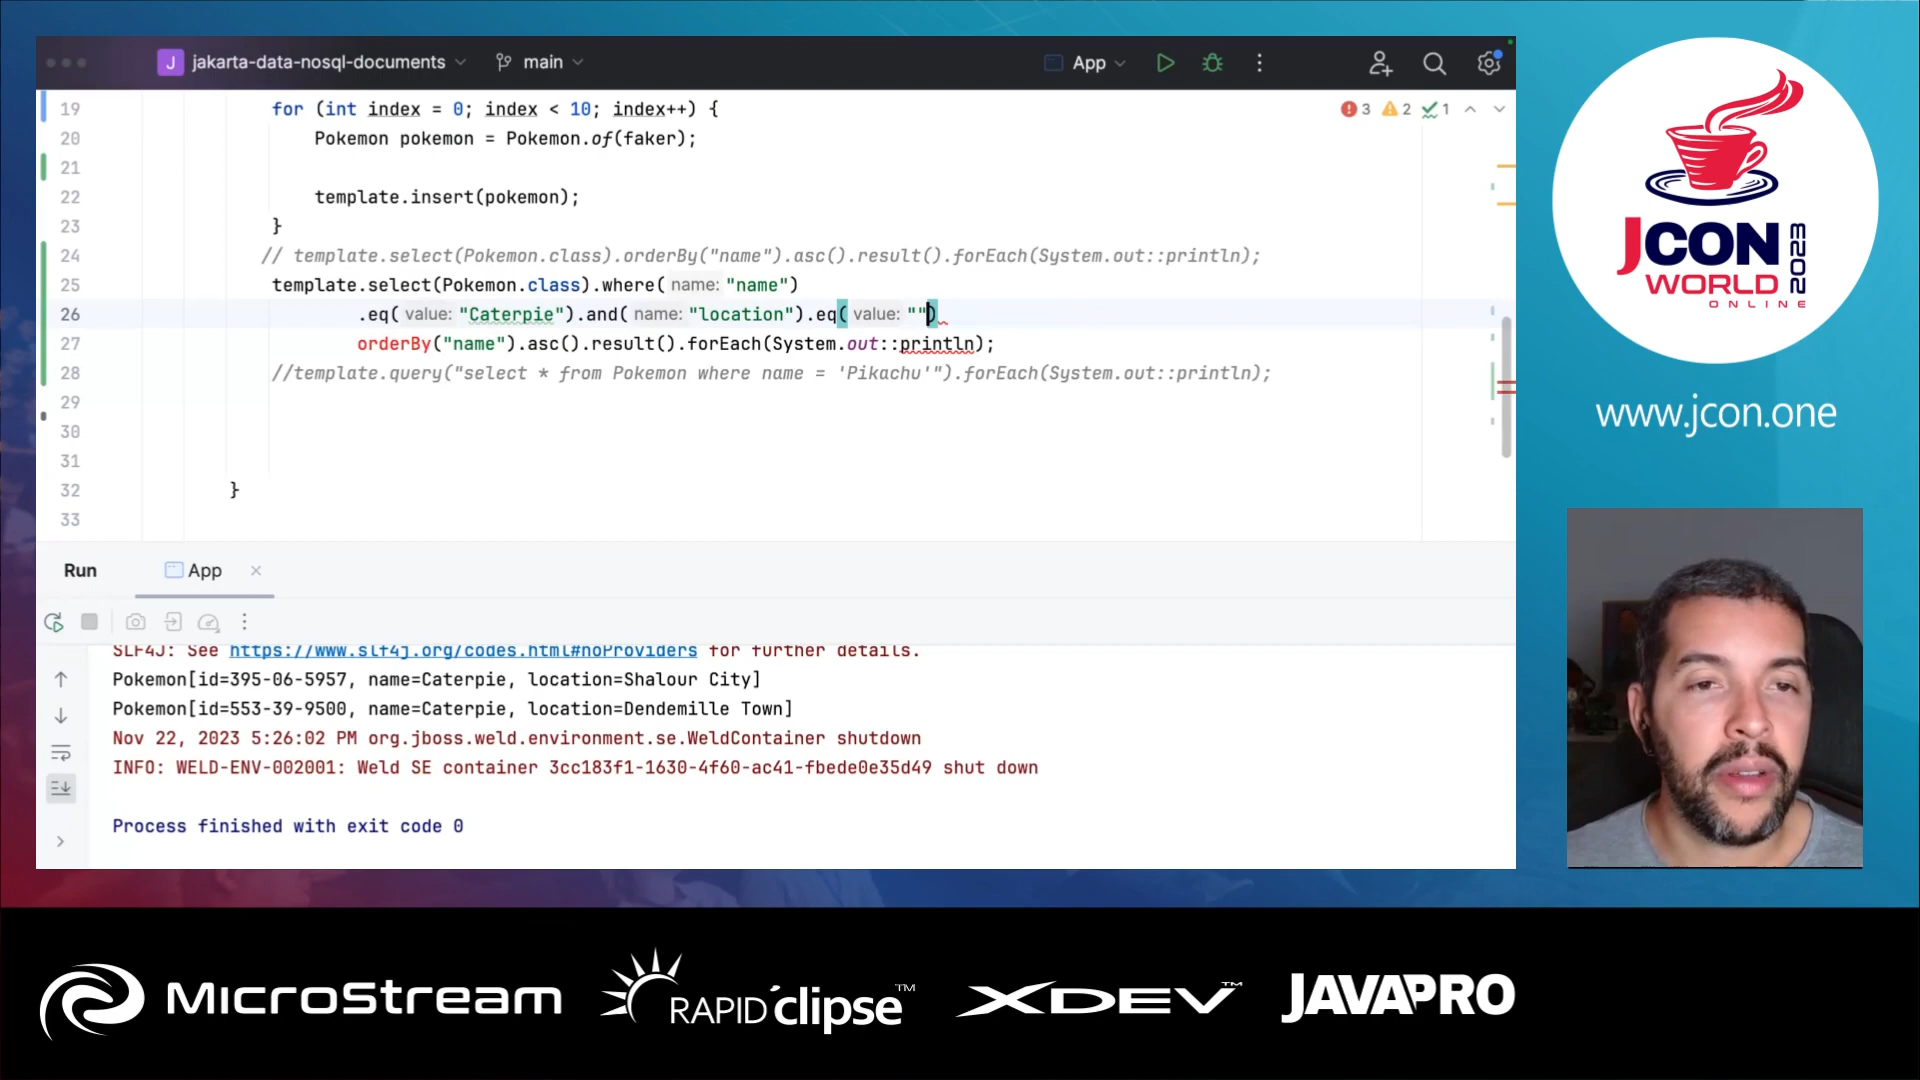 J jakarta-data-nosql-documents main App
19 for (int index = 0; index < 10; index++) { 3 2 1
20 Pokemon pokemon = Pokemon.of(faker);
21
22 template.insert(pokemon);
23 }
24 // template.select(Pokemon.class).orderBy("name").asc().result().forEach(System.out::println);
25 template.select(Pokemon.class).where( name: "name")
26 .eq( value: "Caterpie").and( name: "location").eq( value: "")
27 orderBy("name").asc().result().forEach(System.out::println);
28 //template.query("select * from Pokemon where name = 'Pikachu'").forEach(System.out::println);
29
30
31
32 }
33
Run App
SLF4J: See https://www.slf4j.org/codes.html#noProviders for further details.
Pokemon[id=395-06-5957, name=Caterpie, location=Shalour City]
Pokemon[id=553-39-9500, name=Caterpie, location=Dendemille Town]
Nov 22, 2023 5:26:02 PM org.jboss.weld.environment.se.WeldContainer shutdown
INFO: WELD-ENV-002001: Weld SE container 3cc183f1-1630-4f60-ac41-fbede0e35d49 shut down
Process finished with exit code 0
JCON
WORLD
ONLINE
2023
www.jcon.one
MicroStream
RAPID'clipse™
XDEV™
JAVAPRO